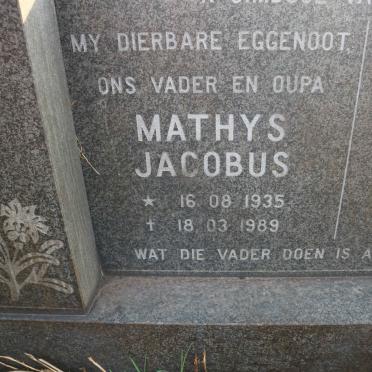 MY DIERBARE EGGENOOT,
ONS VADER EN OUPA
MATHYS
JACOBUS
★ 16 08 1935
✝ 18 03 1989
WAT DIE VADER DOEN IS